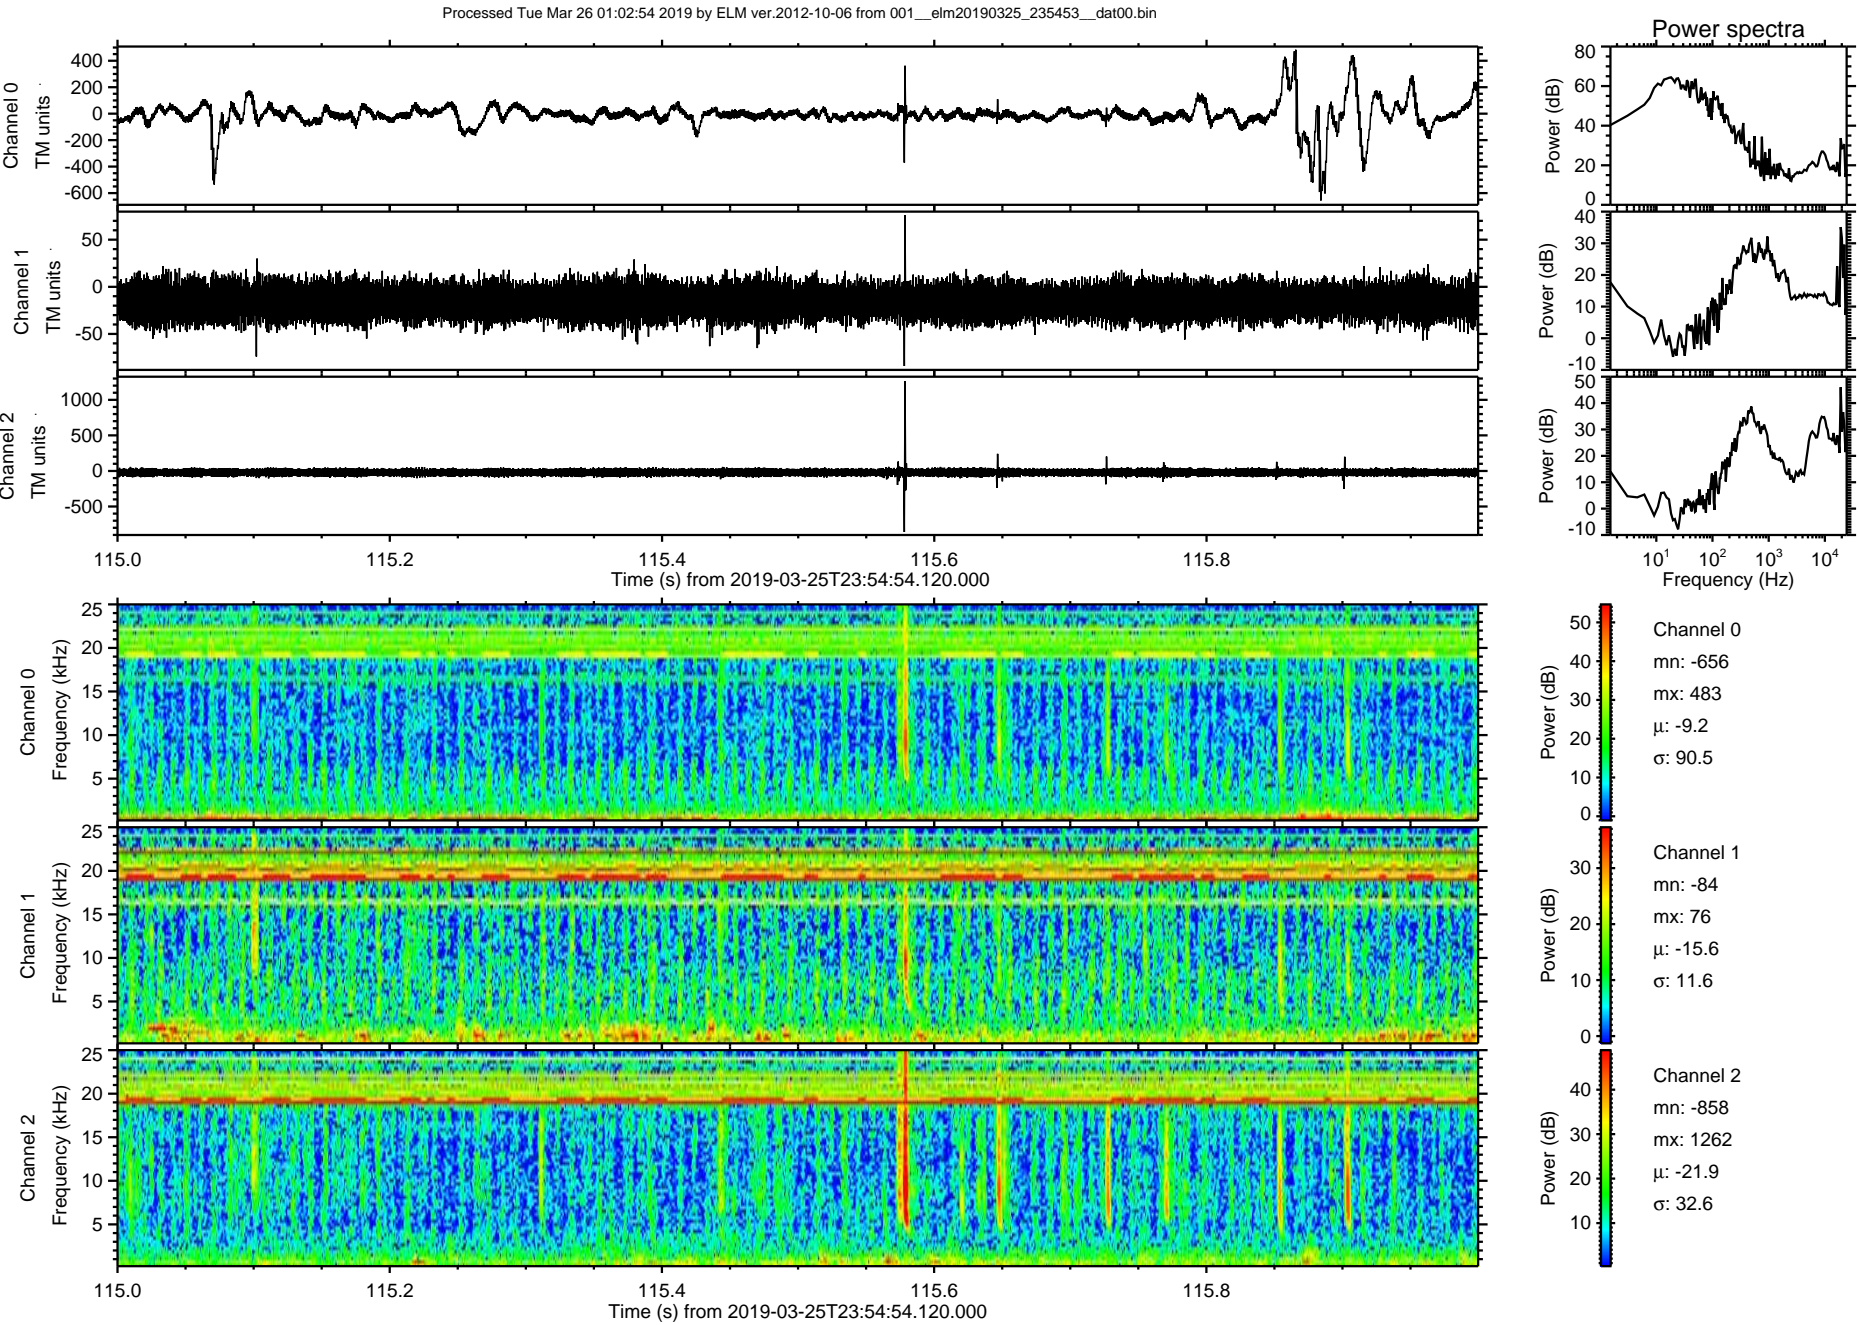 Processed Tue Mar 26 01:02:54 2019 by ELM ver.2012-10-06 from 001__elm20190325_235453__dat00.bin
Power spectra
Channel 0
TM units
400
200
0
-200
-400
-600
Power (dB)
80
60
40
20
0
Channel 1
TM units
50
0
-50
Power (dB)
40
30
20
10
0
-10
Channel 2
TM units
1000
500
0
-500
Power (dB)
50
40
30
20
10
0
-10
115.0 115.2 115.4 115.6 115.8
Time (s) from 2019-03-25T23:54:54.120.000
10¹ 10² 10³ 10⁴
Frequency (Hz)
Channel 0
Frequency (kHz)
25
20
15
10
5
Power (dB)
50
40
30
20
10
0
Channel 0
mn: -656
mx: 483
μ: -9.2
σ: 90.5
Channel 1
Frequency (kHz)
25
20
15
10
5
Power (dB)
30
20
10
0
Channel 1
mn: -84
mx: 76
μ: -15.6
σ: 11.6
Channel 2
Frequency (kHz)
25
20
15
10
5
Power (dB)
40
30
20
10
Channel 2
mn: -858
mx: 1262
μ: -21.9
σ: 32.6
115.0 115.2 115.4 115.6 115.8
Time (s) from 2019-03-25T23:54:54.120.000